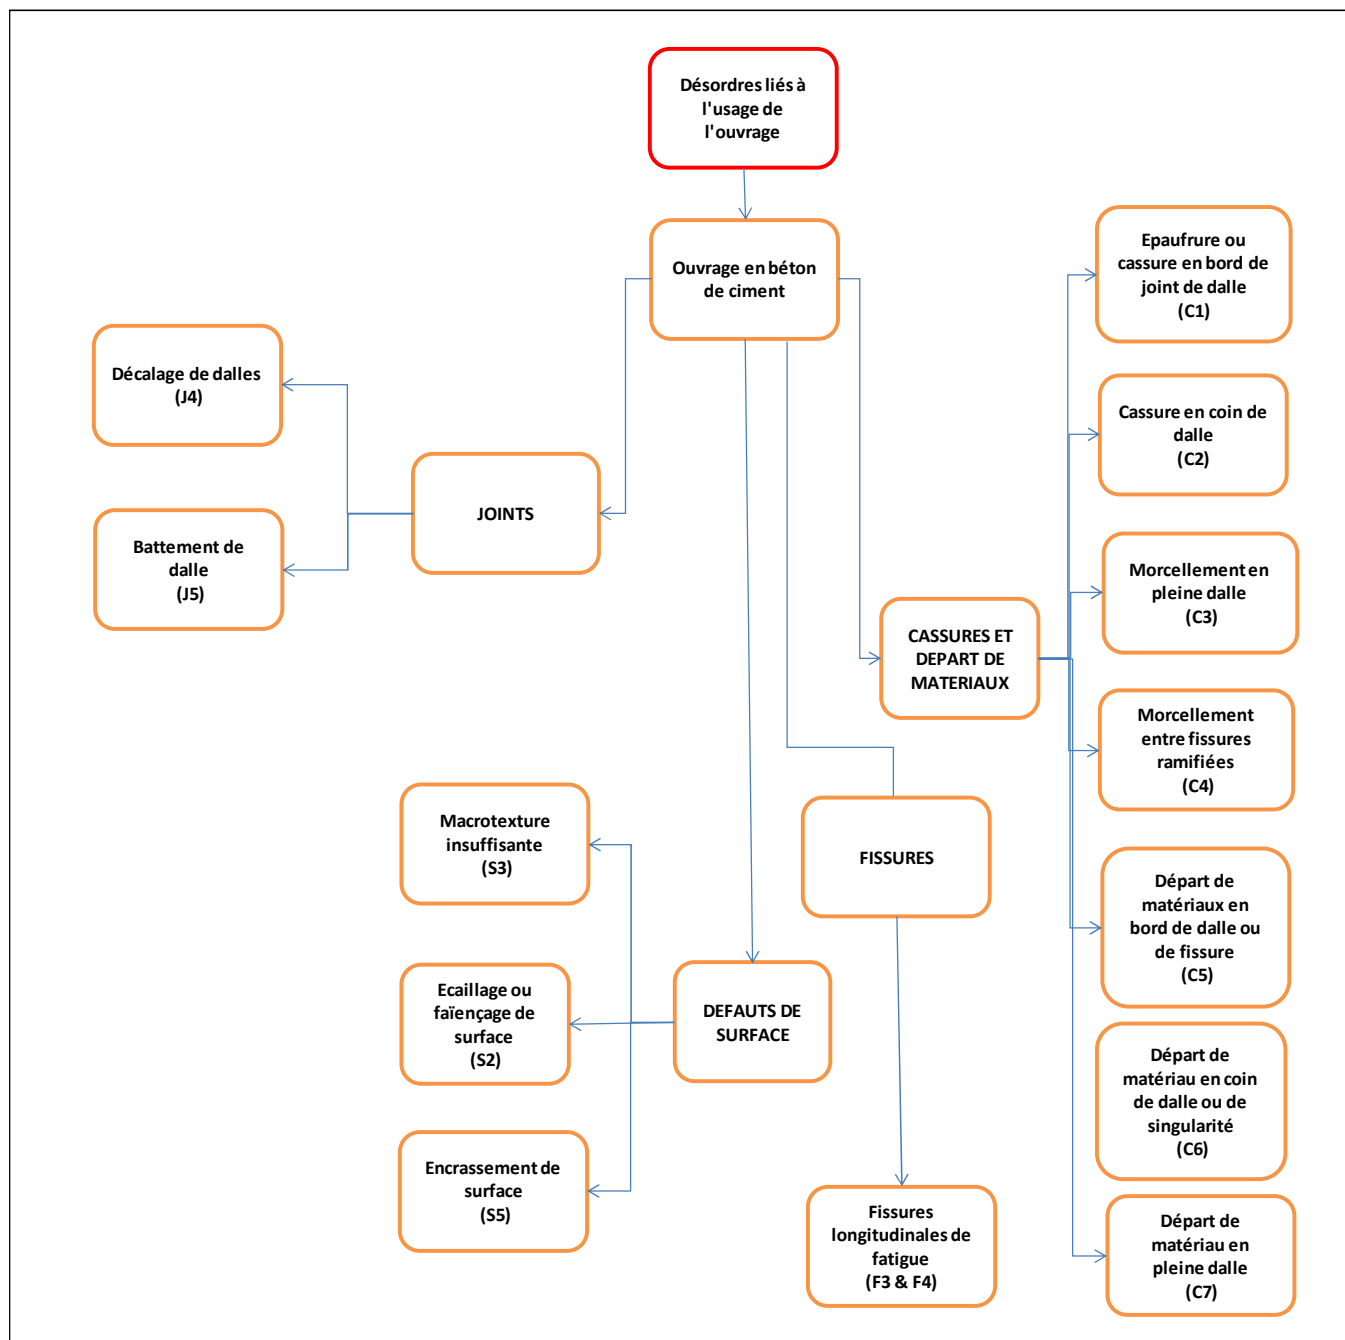 Désordres liés à
l'usage de
l'ouvrage
Ouvrage en béton
de ciment
Décalage de dalles
(J4)
Battement de
dalle
(J5)
JOINTS
CASSURES ET
DEPART DE
MATERIAUX
Epaufrure ou
cassure en bord de
joint de dalle
(C1)
Cassure en coin de
dalle
(C2)
Morcellement en
pleine dalle
(C3)
Morcellement
entre fissures
ramifiées
(C4)
Départ de
matériaux en
bord de dalle ou
de fissure
(C5)
Départ de
matériau en coin
de dalle ou de
singularité
(C6)
Départ de
matériau en
pleine dalle
(C7)
Macrotexture
insuffisante
(S3)
Ecaillage ou
faïençage de
surface
(S2)
Encrassement de
surface
(S5)
DEFAUTS DE
SURFACE
FISSURES
Fissures
longitudinales de
fatigue
(F3 & F4)